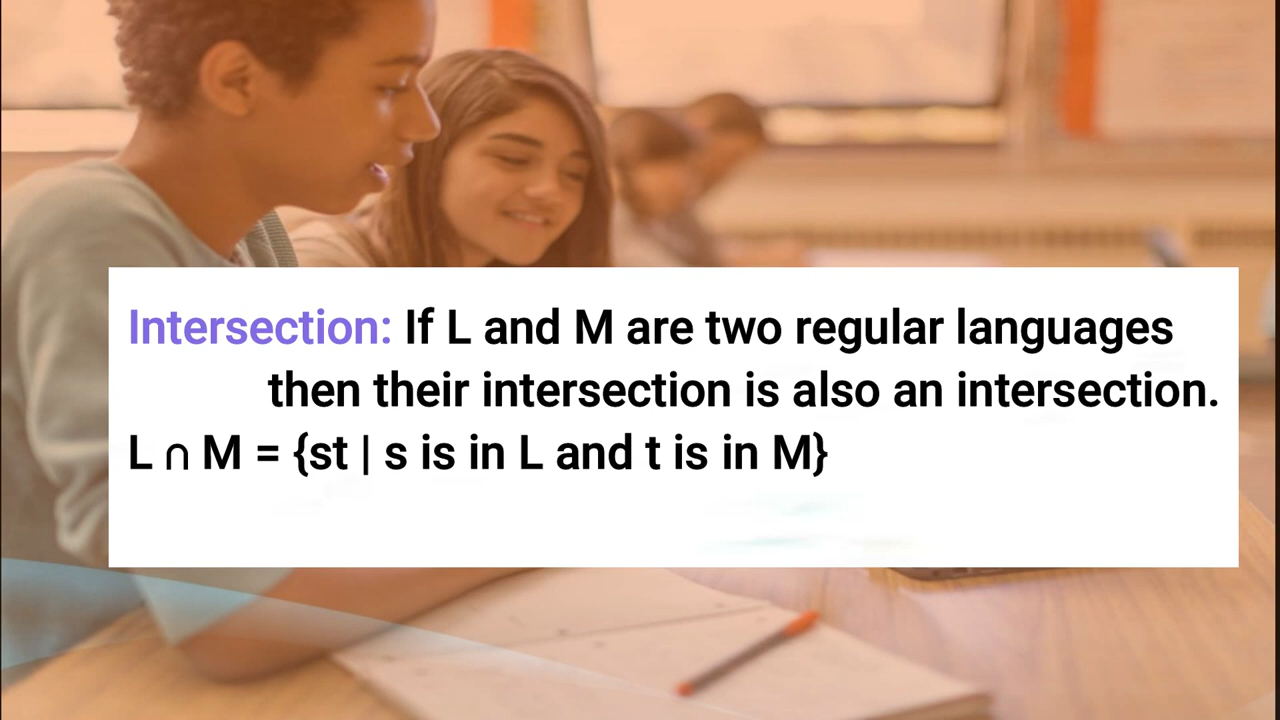 Intersection: If L and M are two regular languages
then their intersection is also an intersection.
L ∩ M = {st | s is in L and t is in M}